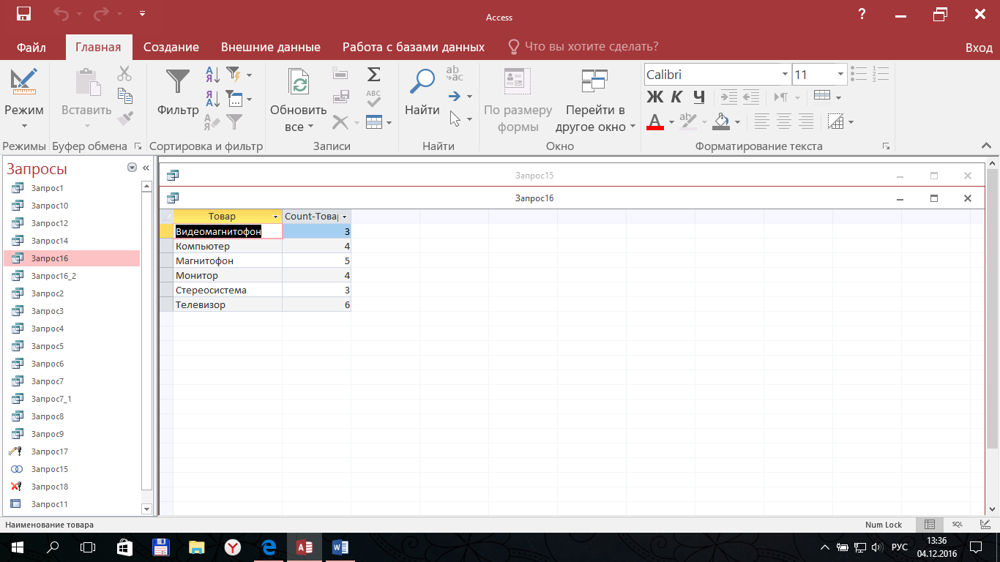 Access
?
Файл Главная Создание Внешние данные Работа с базами данных Что вы хотите сделать? Вход
Режим
Вставить
Фильтр
Обновить все
Найти
По размеру формы
Перейти в другое окно
Calibri 11
Ж К Ч
Режимы Буфер обмена Сортировка и фильтр Записи Найти Окно Форматирование текста
Запросы
Запрос1
Запрос10
Запрос12
Запрос14
Запрос16
Запрос16_2
Запрос2
Запрос3
Запрос4
Запрос5
Запрос6
Запрос7
Запрос7_1
Запрос8
Запрос9
Запрос17
Запрос15
Запрос18
Запрос11
Запрос15
Запрос16
Товар Count-Това
Видеомагнитофон 3
Компьютер 4
Магнитофон 5
Монитор 4
Стереосистема 3
Телевизор 6
Наименование товара Num Lock SQL
РУС 13:36
04.12.2016